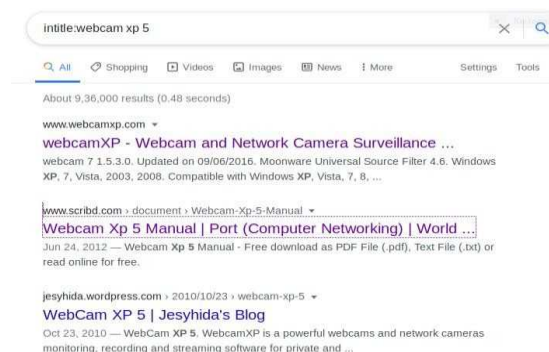 intitle:webcam xp 5
All Shopping Videos Images News More Settings Tools
About 9,36,000 results (0.48 seconds)
www.webcamxp.com
webcamXP - Webcam and Network Camera Surveillance ...
webcam 7 1.5.3.0. Updated on 09/06/2016. Moonware Universal Source Filter 4.6. Windows
XP, 7, Vista, 2003, 2008. Compatible with Windows XP, Vista, 7, 8, ...
www.scribd.com › document › Webcam-Xp-5-Manual
Webcam Xp 5 Manual | Port (Computer Networking) | World ...
Jun 24, 2012 — Webcam Xp 5 Manual - Free download as PDF File (.pdf), Text File (.txt) or
read online for free.
jesyhida.wordpress.com › 2010/10/23 › webcam-xp-5
WebCam XP 5 | Jesyhida's Blog
Oct 23, 2010 — WebCam XP 5. WebcamXP is a powerful webcams and network cameras
monitoring, recording and streaming software for private and ...